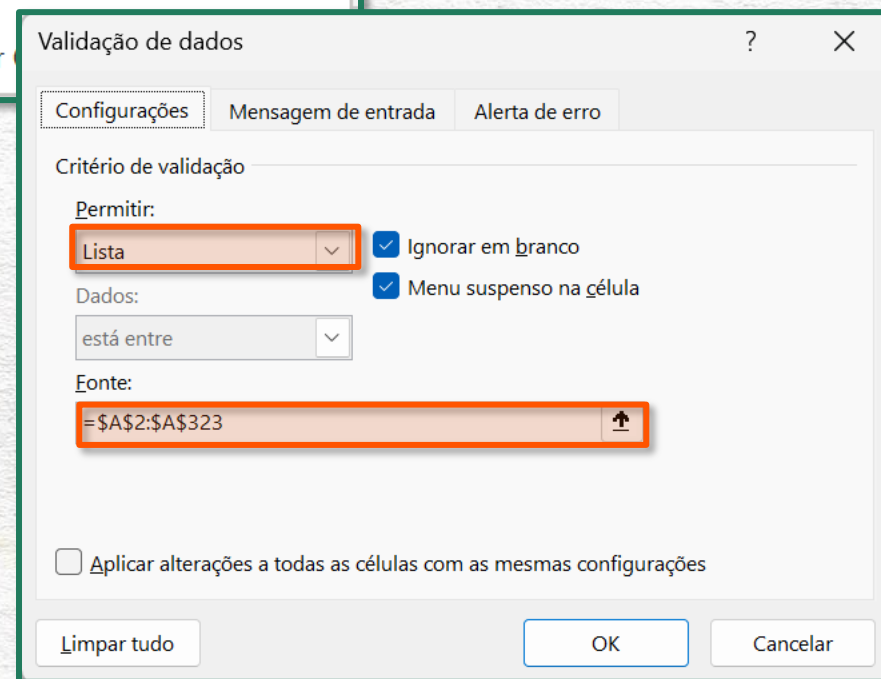 r
Validação de dados ?
Configurações Mensagem de entrada Alerta de erro
Critério de validação
Permitir:
Lista Ignorar em branco
Dados: Menu suspenso na célula
está entre
Fonte:
=$A$2:$A$323
Aplicar alterações a todas as células com as mesmas configurações
Limpar tudo OK Cancelar